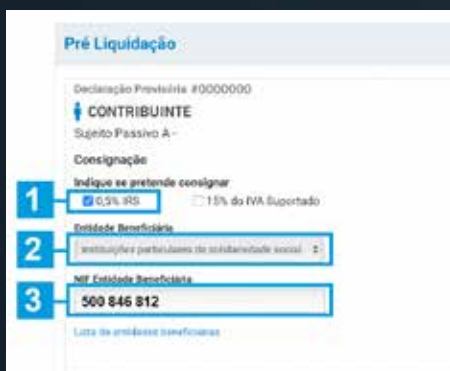 Pré Liquidação
Declaração Provisória #0000000
CONTRIBUINTE
Sujeito Passivo A -
Consignação
Indique se pretende consignar
1
0,5% IRS
15% do IVA Suportado
Entidade Beneficiária
2
Instituições particulares de solidariedade social
NIF Entidade Beneficiária
3
500 846 812
Lista de entidades beneficiárias